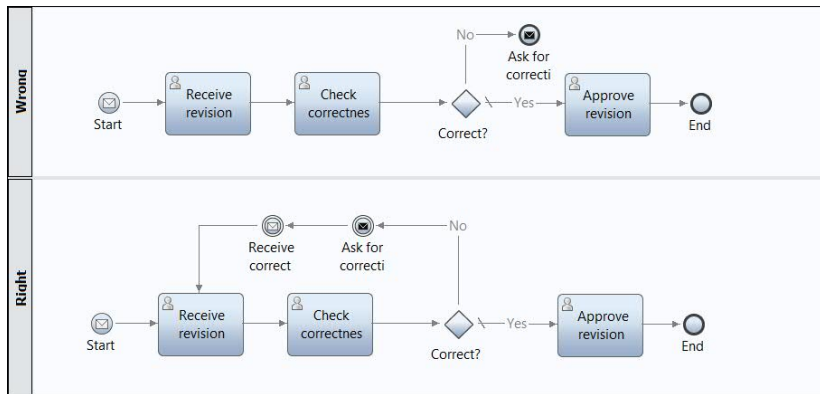 Wrong
No
Ask for
correcti
Receive
revision
Check
correctnes
Yes
Approve
revision
Start
Correct?
End
Right
No
Receive
correct
Ask for
correcti
Receive
revision
Check
correctnes
Yes
Approve
revision
Start
Correct?
End